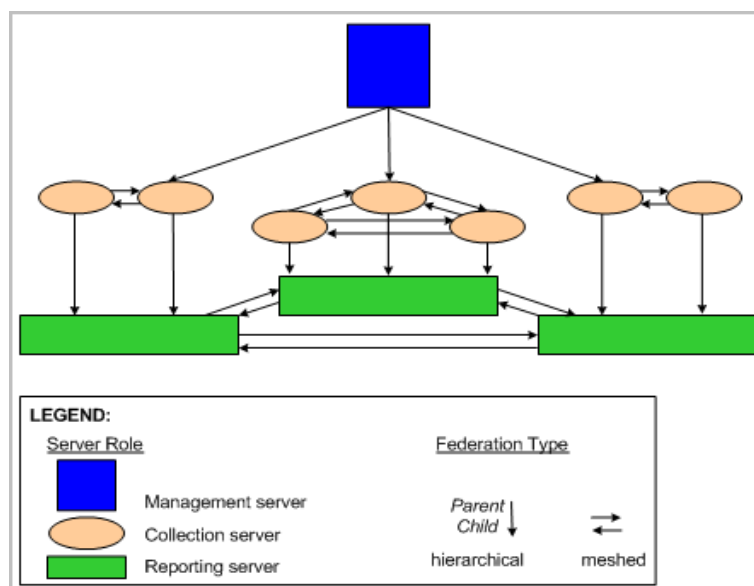 LEGEND:
Server Role
Federation Type
Management server
Collection server
Reporting server
Parent
Child
hierarchical
meshed